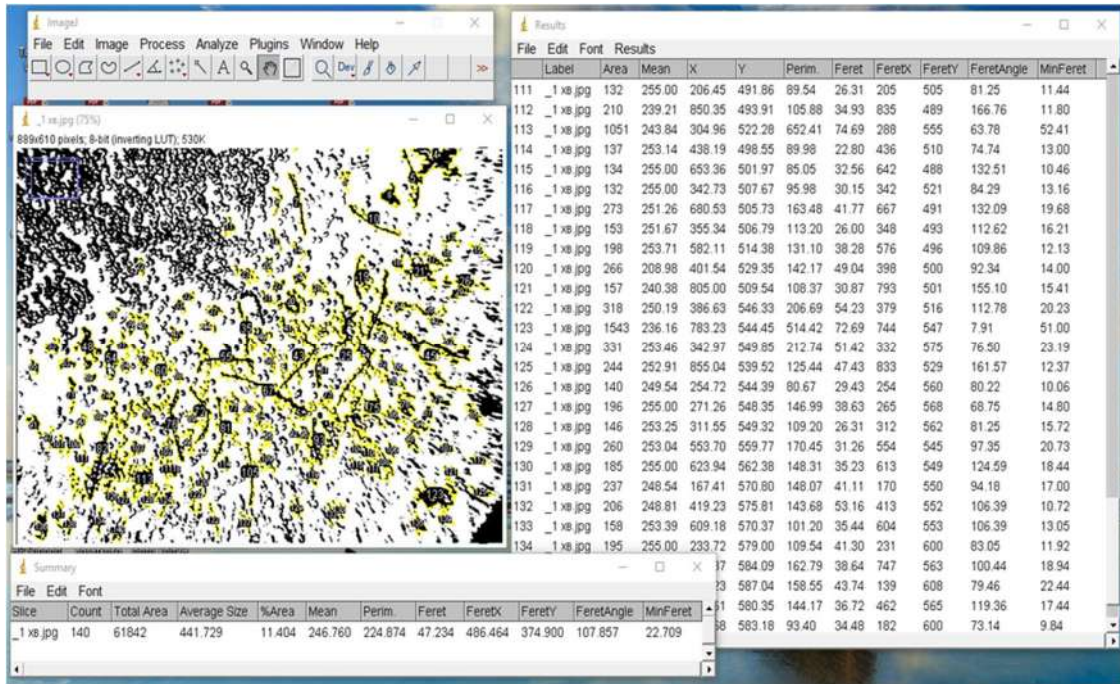 ImageJ
File Edit Image Process Analyze Plugins Window Help
Dev
>>
_1 хв.jpg (75%)
889x610 pixels; 8-bit (inverting LUT); 530K
Results
File Edit Font Results
Label Area Mean X Y Perim. Feret FeretX FeretY FeretAngle MinFeret
111 _1 хв.jpg 132 255.00 206.45 491.86 89.54 26.31 205 505 81.25 11.44
112 _1 хв.jpg 210 239.21 850.35 493.91 105.88 34.93 835 489 166.76 11.80
113 _1 хв.jpg 1051 243.84 304.96 522.28 652.41 74.69 288 555 63.78 52.41
114 _1 хв.jpg 137 253.14 438.19 498.55 89.98 22.80 436 510 74.74 13.00
115 _1 хв.jpg 134 255.00 653.36 501.97 85.05 32.56 642 488 132.51 10.46
116 _1 хв.jpg 132 255.00 342.73 507.67 95.98 30.15 342 521 84.29 13.16
117 _1 хв.jpg 273 251.26 680.53 505.73 163.48 41.77 667 491 132.09 19.68
118 _1 хв.jpg 153 251.67 355.34 506.79 113.20 26.00 348 493 112.62 16.21
119 _1 хв.jpg 198 253.71 582.11 514.38 131.10 38.28 576 496 109.86 12.13
120 _1 хв.jpg 266 208.98 401.54 529.35 142.17 49.04 398 500 92.34 14.00
121 _1 хв.jpg 157 240.38 805.00 509.54 108.37 30.87 793 501 155.10 15.41
122 _1 хв.jpg 318 250.19 386.63 546.33 206.69 54.23 379 516 112.78 20.23
123 _1 хв.jpg 1543 236.16 783.23 544.45 514.42 72.69 744 547 7.91 51.00
124 _1 хв.jpg 331 253.46 342.97 549.85 212.74 51.42 332 575 76.50 23.19
125 _1 хв.jpg 244 252.91 855.04 539.52 125.44 47.43 833 529 161.57 12.37
126 _1 хв.jpg 140 249.54 254.72 544.39 80.67 29.43 254 560 80.22 10.06
127 _1 хв.jpg 196 255.00 271.26 548.35 146.99 38.63 265 568 68.75 14.80
128 _1 хв.jpg 146 253.25 311.55 549.32 109.20 26.31 312 562 81.25 15.72
129 _1 хв.jpg 260 253.04 553.70 559.77 170.45 31.26 554 545 97.35 20.73
130 _1 хв.jpg 185 255.00 623.94 562.38 148.31 35.23 613 549 124.59 18.44
131 _1 хв.jpg 237 248.54 167.41 570.80 148.07 41.11 170 550 94.18 17.00
132 _1 хв.jpg 206 248.81 419.23 575.81 143.68 53.16 413 552 106.39 10.72
133 _1 хв.jpg 158 253.39 609.18 570.37 101.20 35.44 604 553 106.39 13.05
134 _1 хв.jpg 195 255.00 233.72 579.00 109.54 41.30 231 600 83.05 11.92
584.09 162.79 38.64 747 563 100.44 18.94
587.04 158.55 43.74 139 608 79.46 22.44
580.35 144.17 36.72 462 565 119.36 17.44
583.18 93.40 34.48 182 600 73.14 9.84
Summary
File Edit Font
Slice Count Total Area Average Size %Area Mean Perim. Feret FeretX FeretY FeretAngle MinFeret
_1 хв.jpg 140 61842 441.729 11.404 246.760 224.874 47.234 486.464 374.900 107.857 22.709